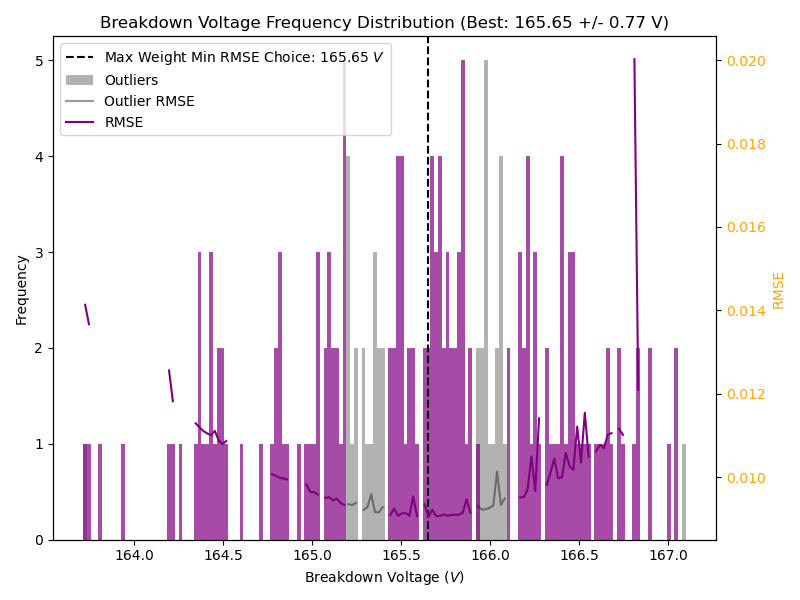 Breakdown Voltage Frequency Distribution (Best: 165.65 +/- 0.77 V)
Max Weight Min RMSE Choice: 165.65 V
Outliers
Outlier RMSE
RMSE
Frequency
5
4
3
2
1
0
0.020
0.018
0.016
0.014
0.012
0.010
RMSE
164.0 164.5 165.0 165.5 166.0 166.5 167.0
Breakdown Voltage (V)